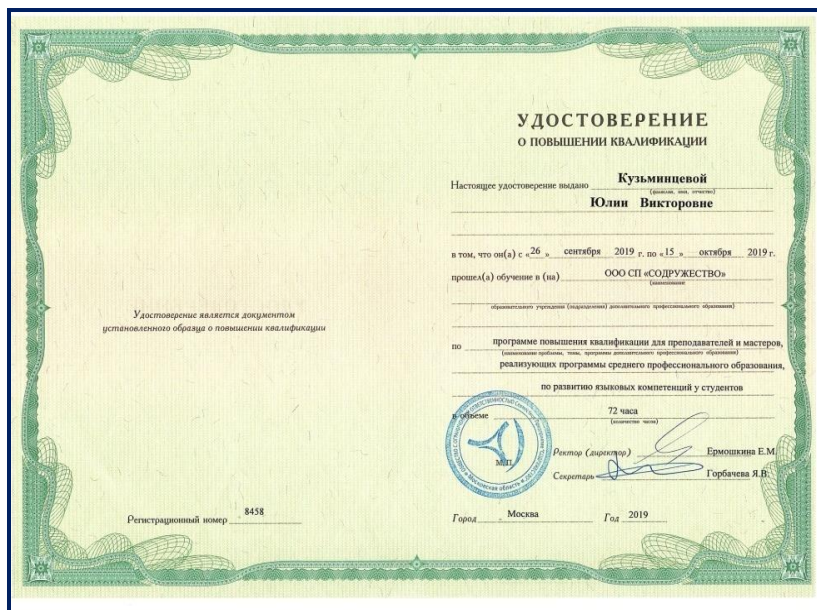 Удостоверение является документом
установленного образца о повышении квалификации
Регистрационный номер 8458
УДОСТОВЕРЕНИЕ
О ПОВЫШЕНИИ КВАЛИФИКАЦИИ
Настоящее удостоверение выдано Кузьминцевой
(фамилия, имя, отчество)
Юлии Викторовне
в том, что он(а) с «26 » сентября 2019 г. по «15 » октября 2019 г.
прошел(а) обучение в (на) ООО СП «СОДРУЖЕСТВО»
(наименование
образовательного учреждения (подразделения) дополнительного профессионального образования)
по программе повышения квалификации для преподавателей и мастеров,
(наименование проблемы, темы, программы дополнительного профессионального образования)
реализующих программы среднего профессионального образования,
по развитию языковых компетенций у студентов
в объеме 72 часа
(количество часов)
М.П.
Ректор (директор) Ермошкина Е.М
Секретарь Горбачева Я.В.
Город Москва Год 2019